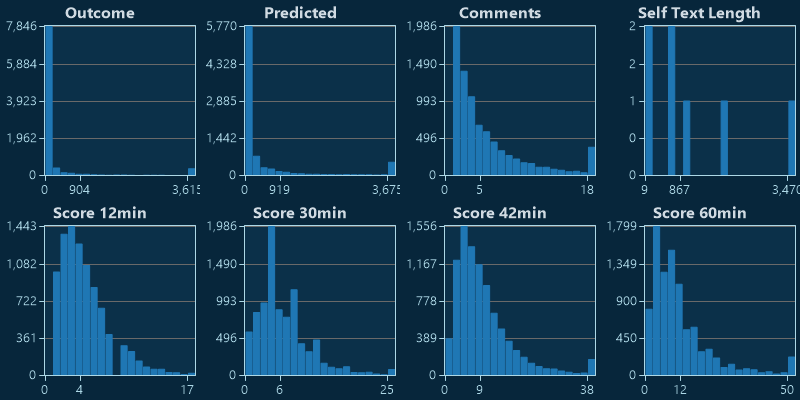 Outcome
7,846
5,884
3,923
1,962
0
0 904 3,615
Predicted
5,770
4,328
2,885
1,442
0
0 919 3,675
Comments
1,986
1,490
993
496
0
0 5 18
Self Text Length
2
2
1
0
0
9 867 3,470
Score 12min
1,443
1,082
722
361
0
0 4 17
Score 30min
1,986
1,490
993
496
0
0 6 25
Score 42min
1,556
1,167
778
389
0
0 9 38
Score 60min
1,799
1,349
900
450
0
0 12 50